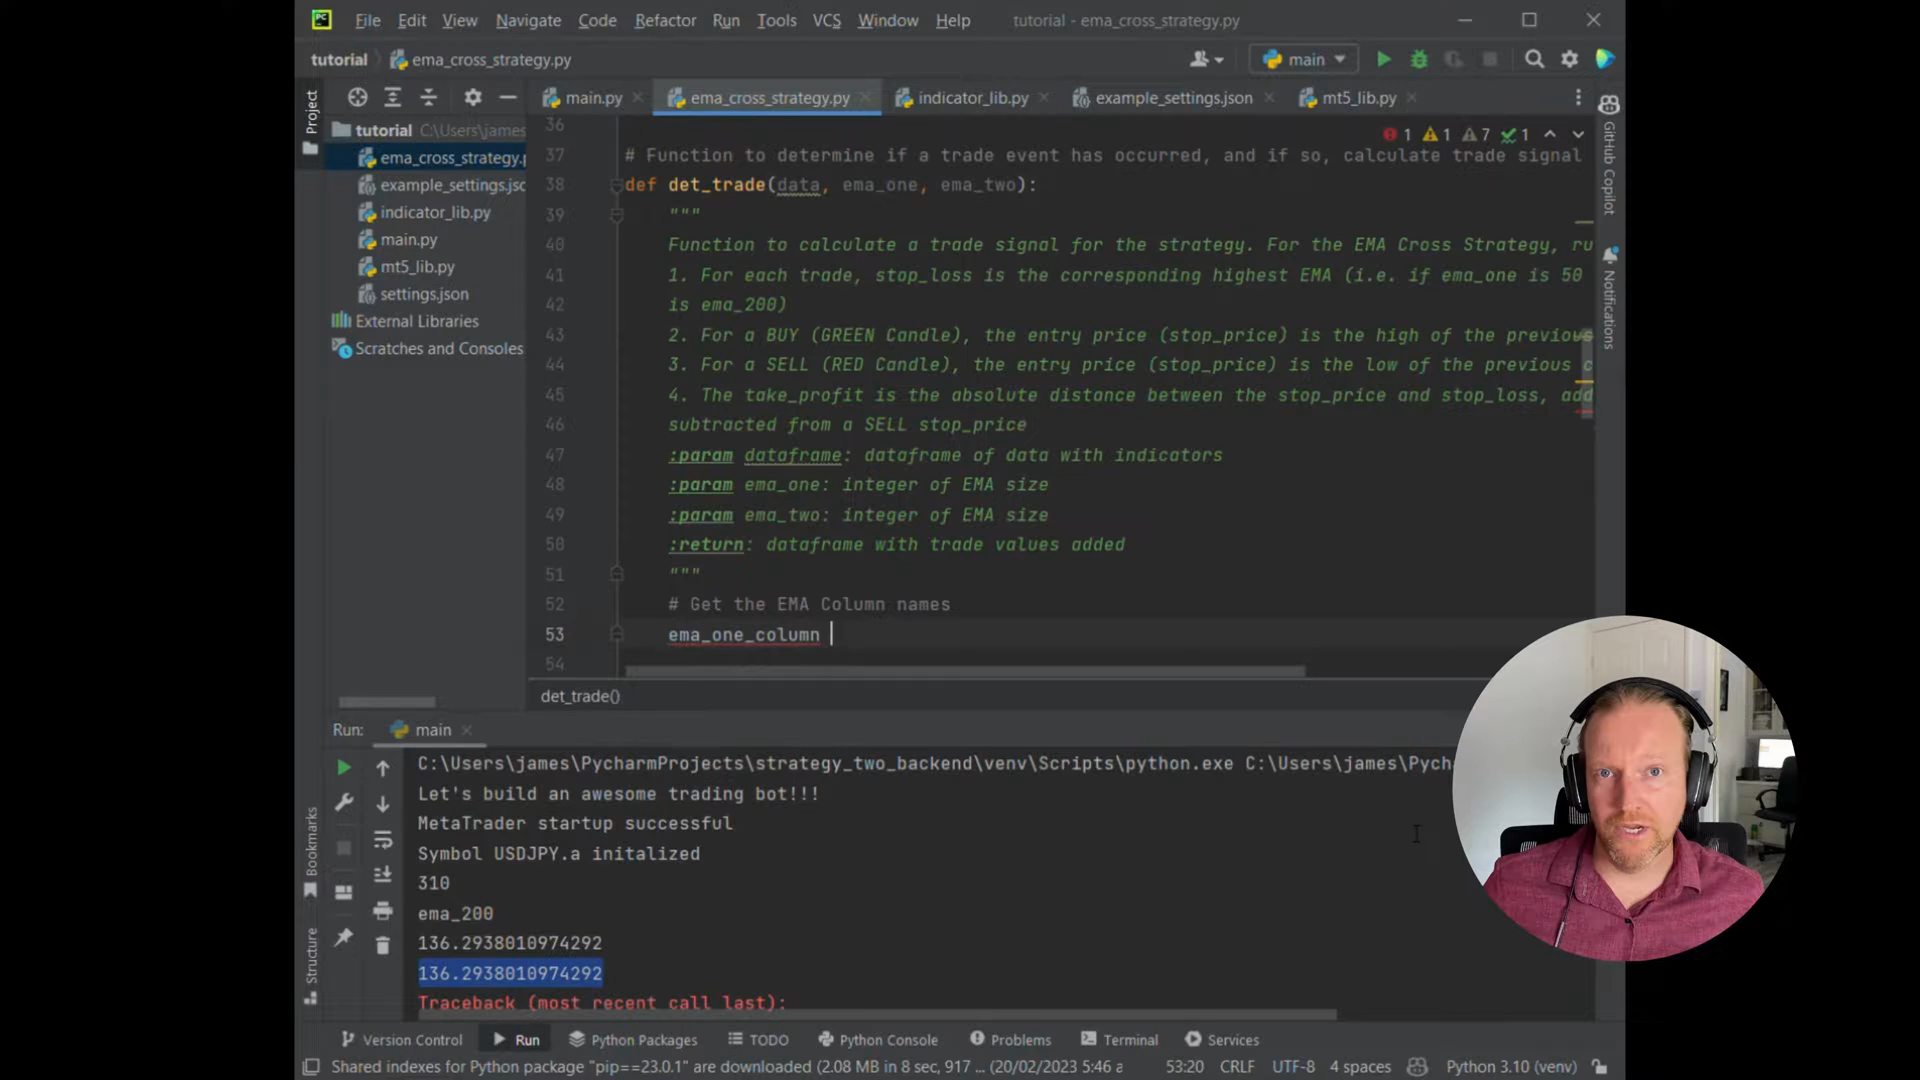 PC File Edit View Navigate Code Refactor Run Tools VCS Window Help tutorial - ema_cross_strategy.py
tutorial ema_cross_strategy.py main
Project tutorial C:\Users\james main.py ema_cross_strategy.py indicator_lib.py example_settings.json mt5_lib.py
ema_cross_strategy.p
example_settings.jsc
indicator_lib.py
main.py
mt5_lib.py
settings.json
External Libraries
Scratches and Consoles
1 1 7 1
36
37 # Function to determine if a trade event has occurred, and if so, calculate trade signal
38 def det_trade(data, ema_one, ema_two):
39 """
40 Function to calculate a trade signal for the strategy. For the EMA Cross Strategy, ru
41 1. For each trade, stop_loss is the corresponding highest EMA (i.e. if ema_one is 50
42 is ema_200)
43 2. For a BUY (GREEN Candle), the entry price (stop_price) is the high of the previous
44 3. For a SELL (RED Candle), the entry price (stop_price) is the low of the previous c
45 4. The take_profit is the absolute distance between the stop_price and stop_loss, add
46 subtracted from a SELL stop_price
47 :param dataframe: dataframe of data with indicators
48 :param ema_one: integer of EMA size
49 :param ema_two: integer of EMA size
50 :return: dataframe with trade values added
51 """
52 # Get the EMA Column names
53 ema_one_column
54
det_trade()
GitHub Copilot
Notifications
Run: main
C:\Users\james\PycharmProjects\strategy_two_backend\venv\Scripts\python.exe C:\Users\james\Pycha
Let's build an awesome trading bot!!!
MetaTrader startup successful
Symbol USDJPY.a initalized
310
ema_200
136.2938010974292
136.2938010974292
Traceback (most recent call last):
Bookmarks
Structure
Version Control Run Python Packages TODO Python Console Problems Terminal Services
Shared indexes for Python package "pip==23.0.1" are downloaded (2.08 MB in 8 sec, 917 ... (20/02/2023 5:46 a 53:20 CRLF UTF-8 4 spaces Python 3.10 (venv)